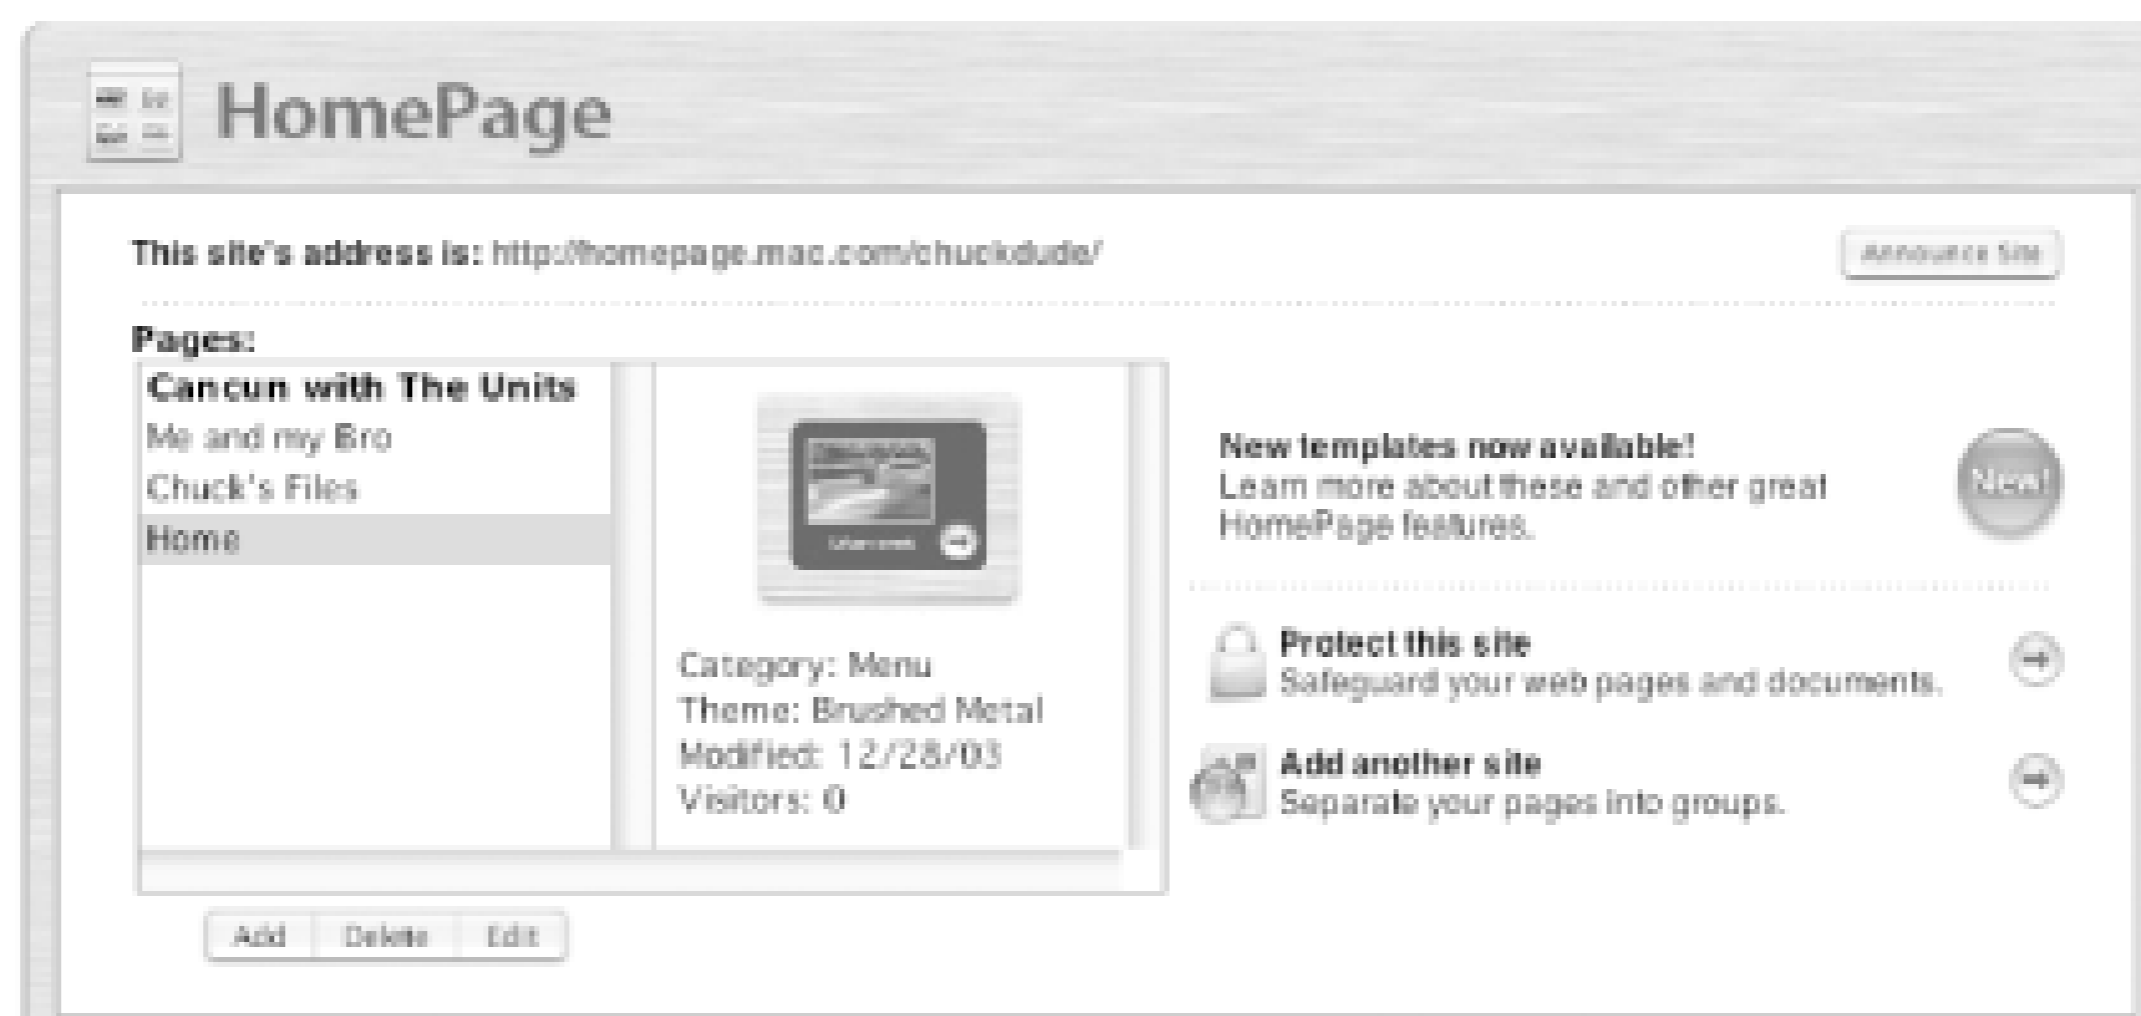 HomePage
This site's address is: http://homepage.mac.com/chuckdude/
Announce Site
Pages:
Cancun with The Units
Me and my Bro
Chuck's Files
Home
Category: Menu
Theme: Brushed Metal
Modified: 12/28/03
Visitors: 0
New templates now available!
Learn more about these and other great
HomePage features.
New!
Protect this site
Safeguard your web pages and documents.
Add another site
Separate your pages into groups.
Add Delete Edit